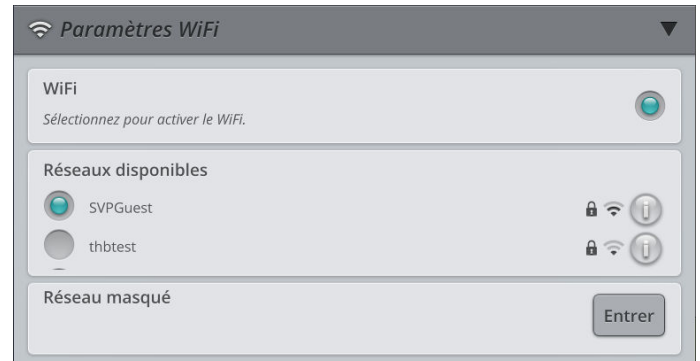 Paramètres WiFi
WiFi
Sélectionnez pour activer le WiFi.
Réseaux disponibles
SVPGuest
thbtest
Réseau masqué
Entrer